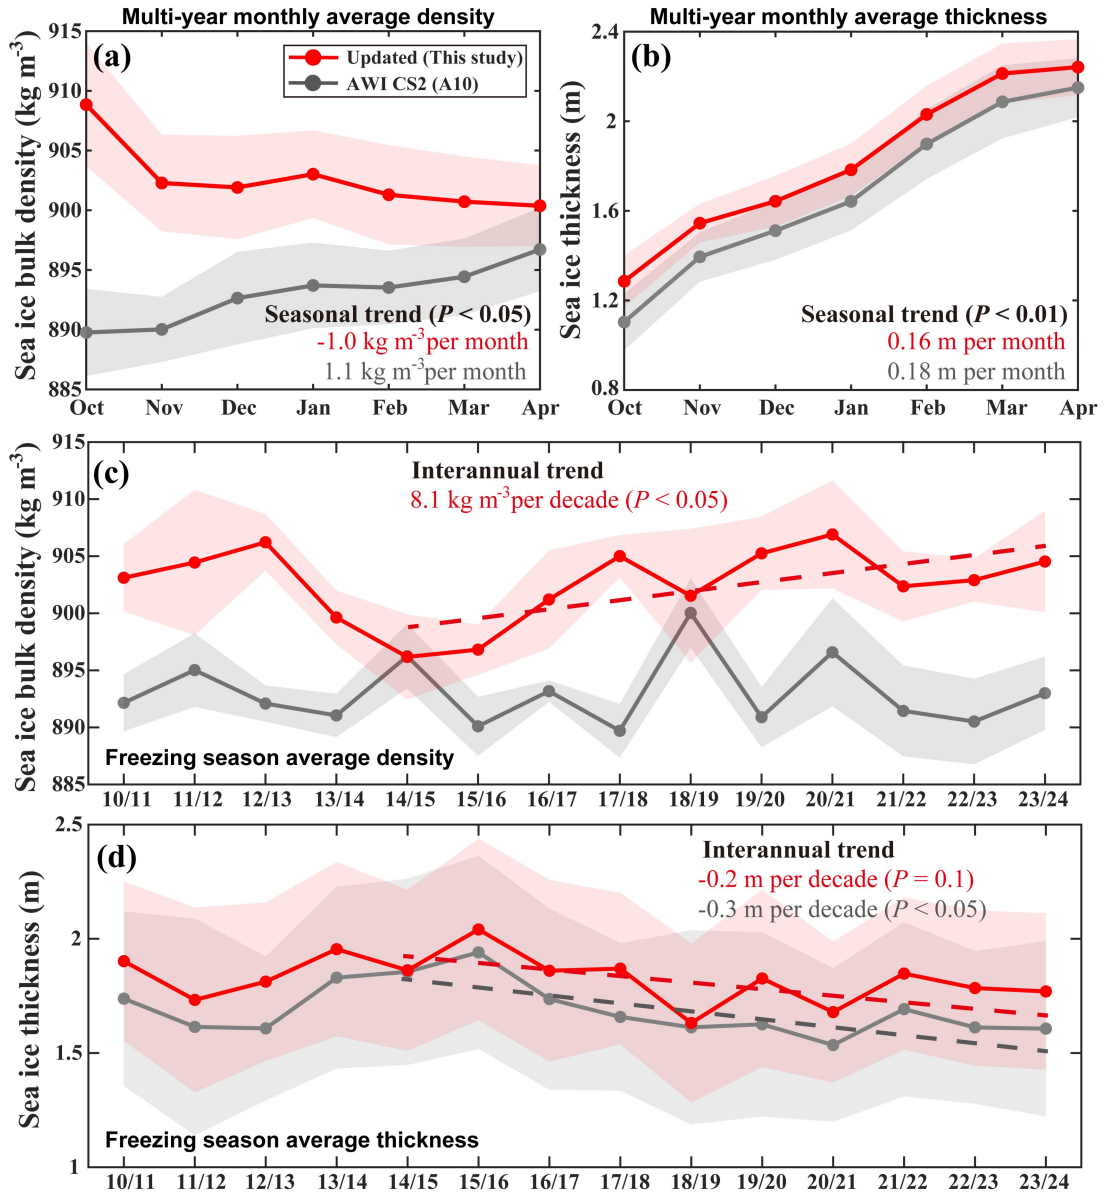 Multi-year monthly average density
(a)
Sea ice bulk density (kg m-3)
915
910
905
900
895
890
885
Updated (This study)
AWI CS2 (A10)
Seasonal trend (P < 0.05)
-1.0 kg m-3per month
1.1 kg m-3per month
Oct Nov Dec Jan Feb Mar Apr
Multi-year monthly average thickness
(b)
Sea ice thickness (m)
2.4
2
1.6
1.2
0.8
Seasonal trend (P < 0.01)
0.16 m per month
0.18 m per month
Oct Nov Dec Jan Feb Mar Apr
(c)
Sea ice bulk density (kg m-3)
915
910
905
900
895
890
885
Interannual trend
8.1 kg m-3per decade (P < 0.05)
Freezing season average density
10/11 11/12 12/13 13/14 14/15 15/16 16/17 17/18 18/19 19/20 20/21 21/22 22/23 23/24
(d)
Sea ice thickness (m)
2.5
2
1.5
1
Interannual trend
-0.2 m per decade (P = 0.1)
-0.3 m per decade (P < 0.05)
Freezing season average thickness
10/11 11/12 12/13 13/14 14/15 15/16 16/17 17/18 18/19 19/20 20/21 21/22 22/23 23/24